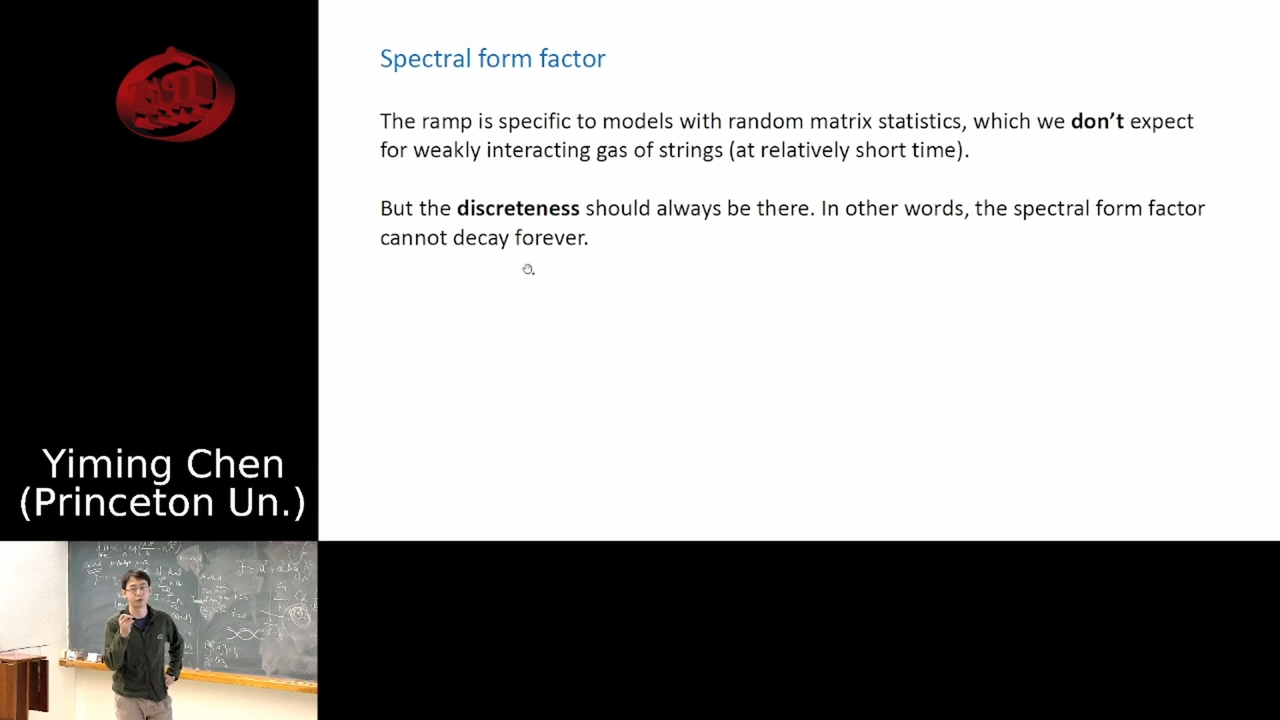 Spectral form factor
The ramp is specific to models with random matrix statistics, which we don’t expect
for weakly interacting gas of strings (at relatively short time).
But the discreteness should always be there. In other words, the spectral form factor
cannot decay forever.
Yiming Chen
(Princeton Un.)